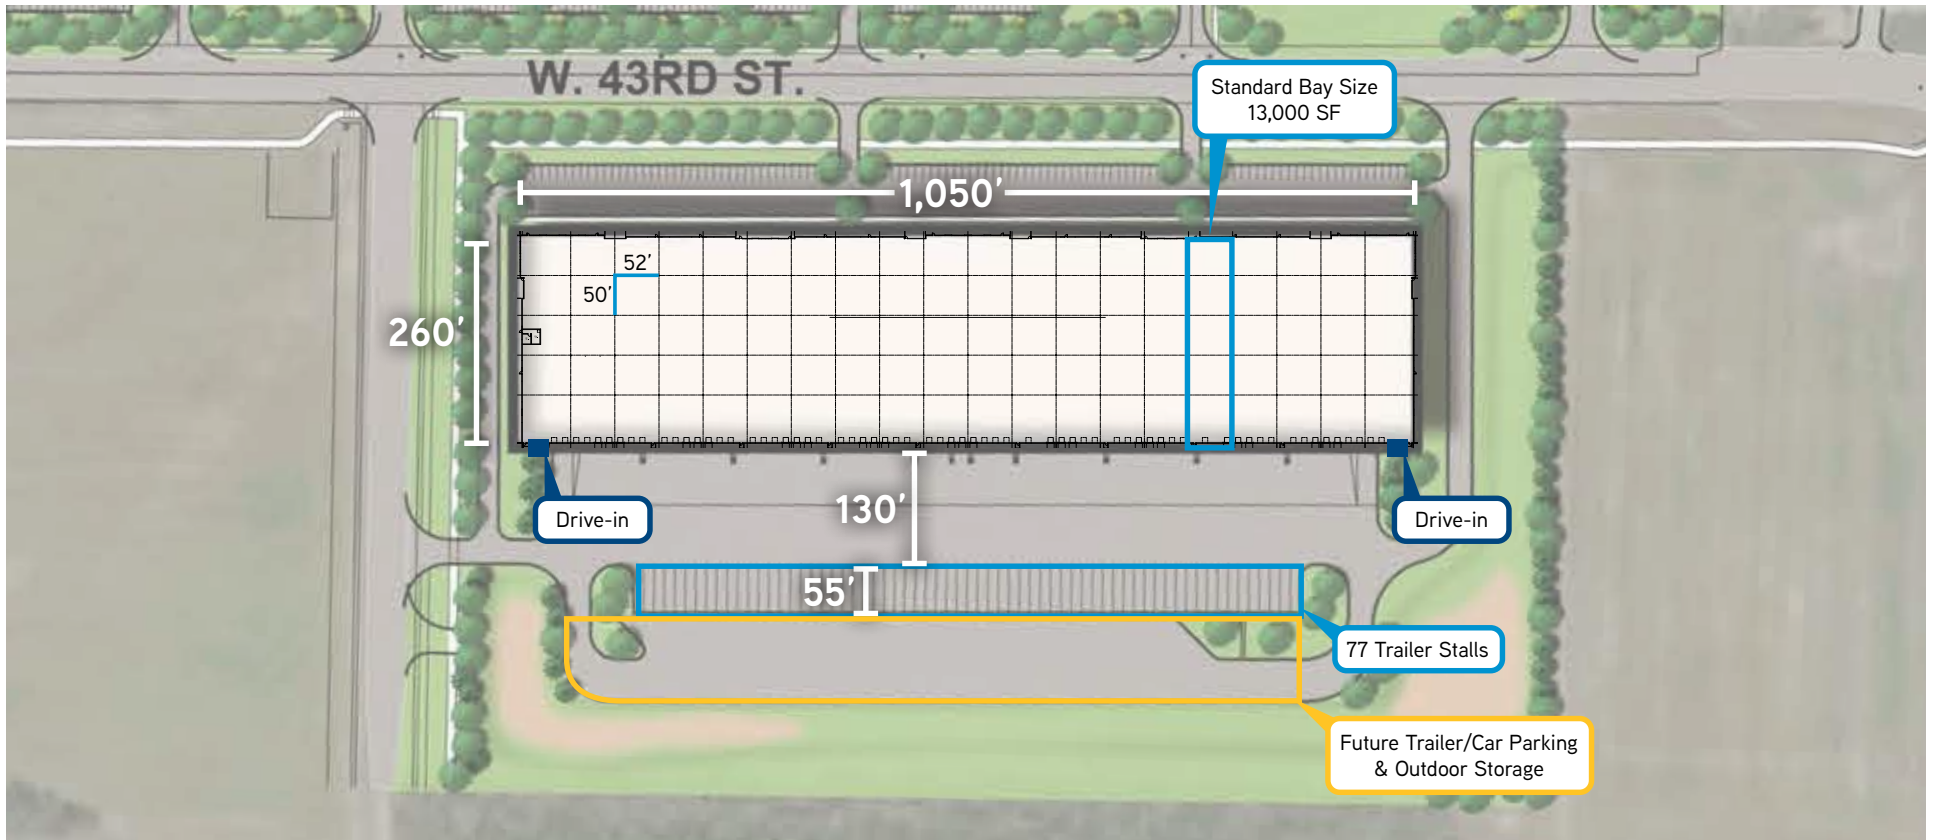 W. 43RD ST.
Standard Bay Size
13,000 SF
1,050'
52'
50'
260'
Drive-in
130'
Drive-in
55'
77 Trailer Stalls
Future Trailer/Car Parking
& Outdoor Storage